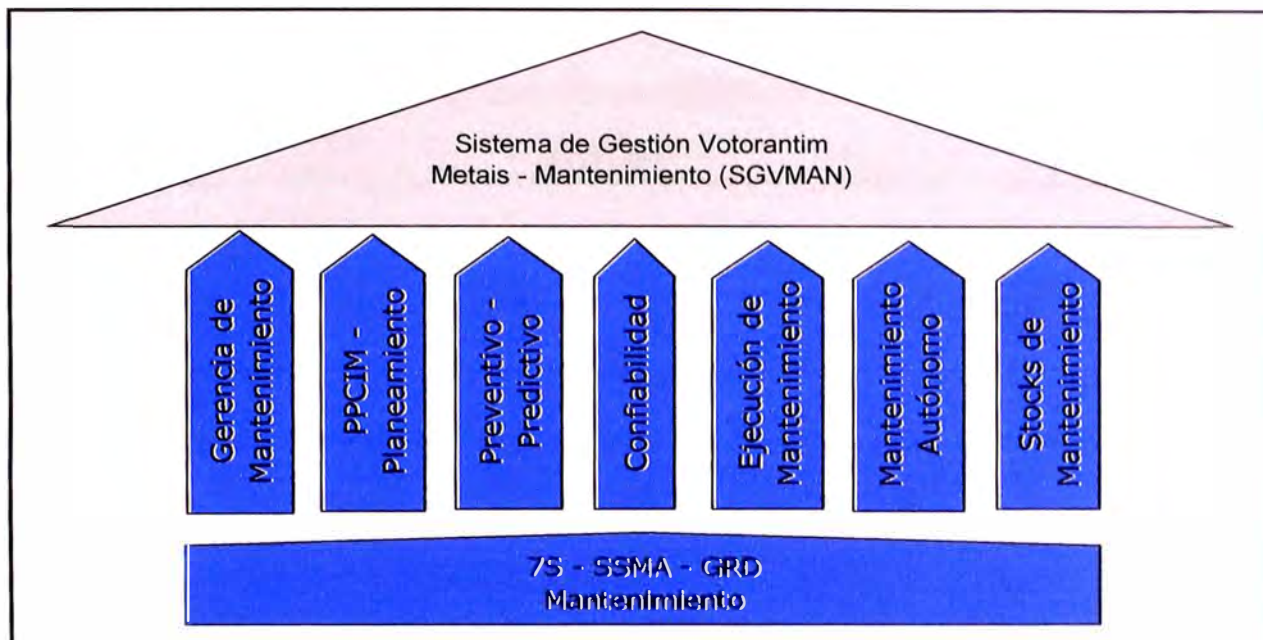 Sistema de Gestión Votorantim
Metais - Mantenimiento (SGVMAN)
Gerencia de
Mantenimiento
PPCIM -
Planeamiento
Preventivo -
Predictivo
Confiabilidad
Ejecución de
Mantenimiento
Mantenimiento
Autónomo
Stocks de
Mantenimiento
7S - SSMA - GRD
Mantenimiento